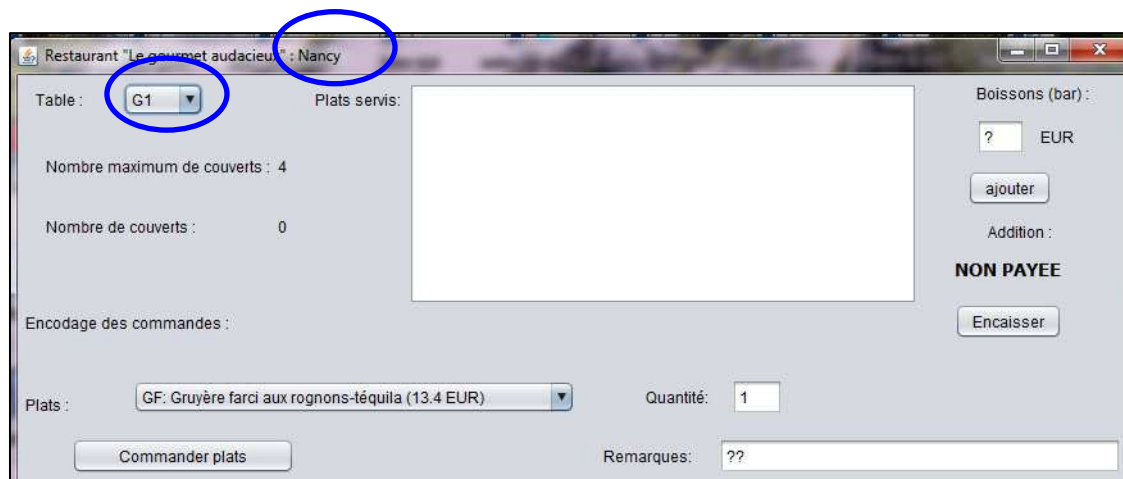 Restaurant "Le gourmet audacieux" : Nancy
Table : G1 Plats servis: Boissons (bar) :
? EUR
Nombre maximum de couverts : 4
ajouter
Nombre de couverts : 0 Addition :
NON PAYEE
Encodage des commandes : Encaisser
Plats : GF: Gruyère farci aux rognons-téquila (13.4 EUR) Quantité: 1
Commander plats Remarques: ??